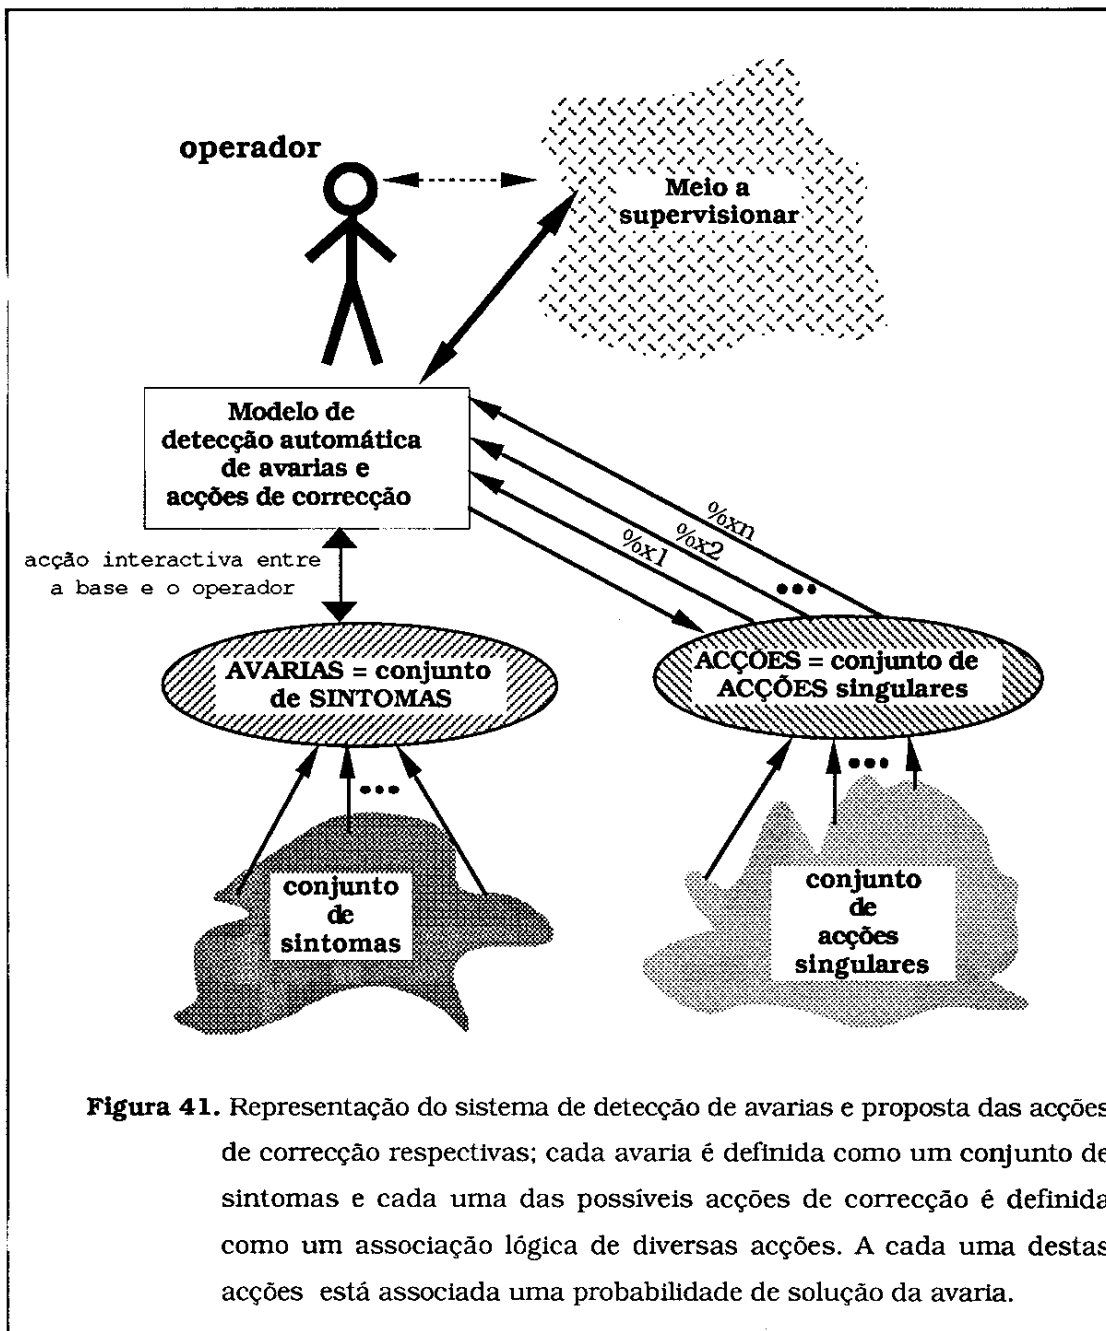 operador
Meio a
supervisionar
Modelo de
detecção automática
de avarias e
acções de correcção
%xn
%x2
%x1
acção interactiva entre
a base e o operador
AVARIAS = conjunto
de SINTOMAS
ACÇOES = conjunto de
ACÇÕES singulares
conjunto
de
sintomas
conjunto
de
acções
singulares
Figura 41. Representação do sistema de detecção de avarias e proposta das acções
de correcção respectivas; cada avaria é definida como um conjunto de
sintomas e cada uma das possíveis acções de correcção é definida
como um associação lógica de diversas acções. A cada uma destas
acções está associada uma probabilidade de solução da avaria.